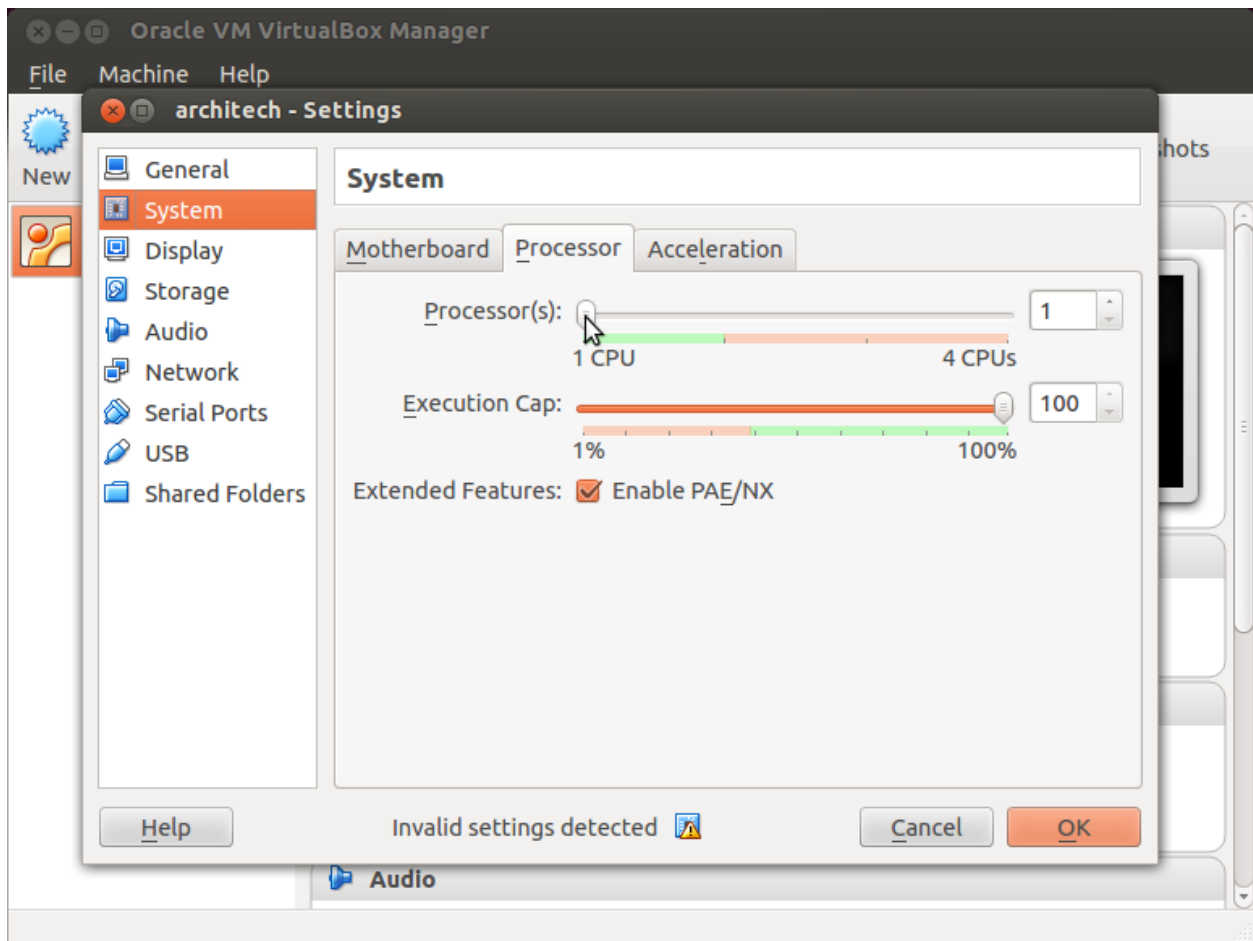 Oracle VM VirtualBox Manager
File Machine Help
architech - Settings
New
hots
General
System
Display
Storage
Audio
Network
Serial Ports
USB
Shared Folders
System
Motherboard Processor Acceleration
Processor(s): 1
1 CPU 4 CPUs
Execution Cap: 100
1% 100%
Extended Features: Enable PAE/NX
Help Invalid settings detected Cancel OK
Audio